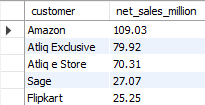 customer net_sales_million
Amazon 109.03
Atliq Exclusive 79.92
Atliq e Store 70.31
Sage 27.07
Flipkart 25.25